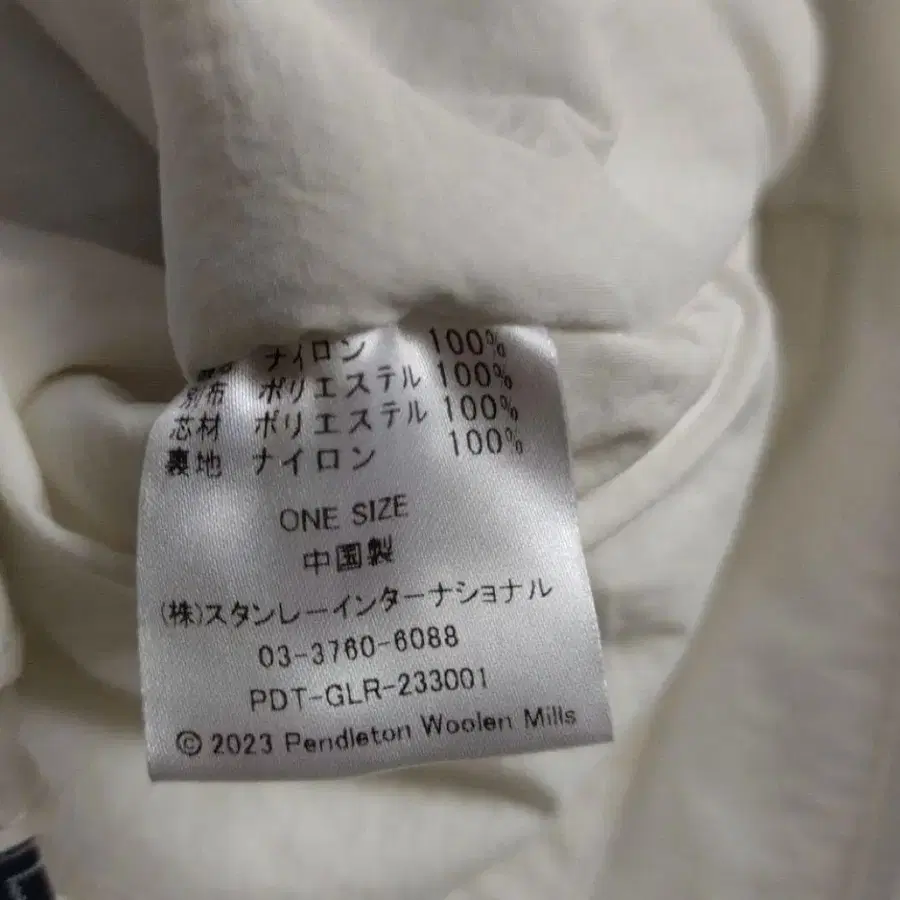 ナイロン 100%
別布 ポリエステル 100%
芯材 ポリエステル 100%
裏地 ナイロン 100%
ONE SIZE
中国製
(株)スタンレーインターナショナル
03-3760-6088
PDT-GLR-233001
© 2023 Pendleton Woolen Mills